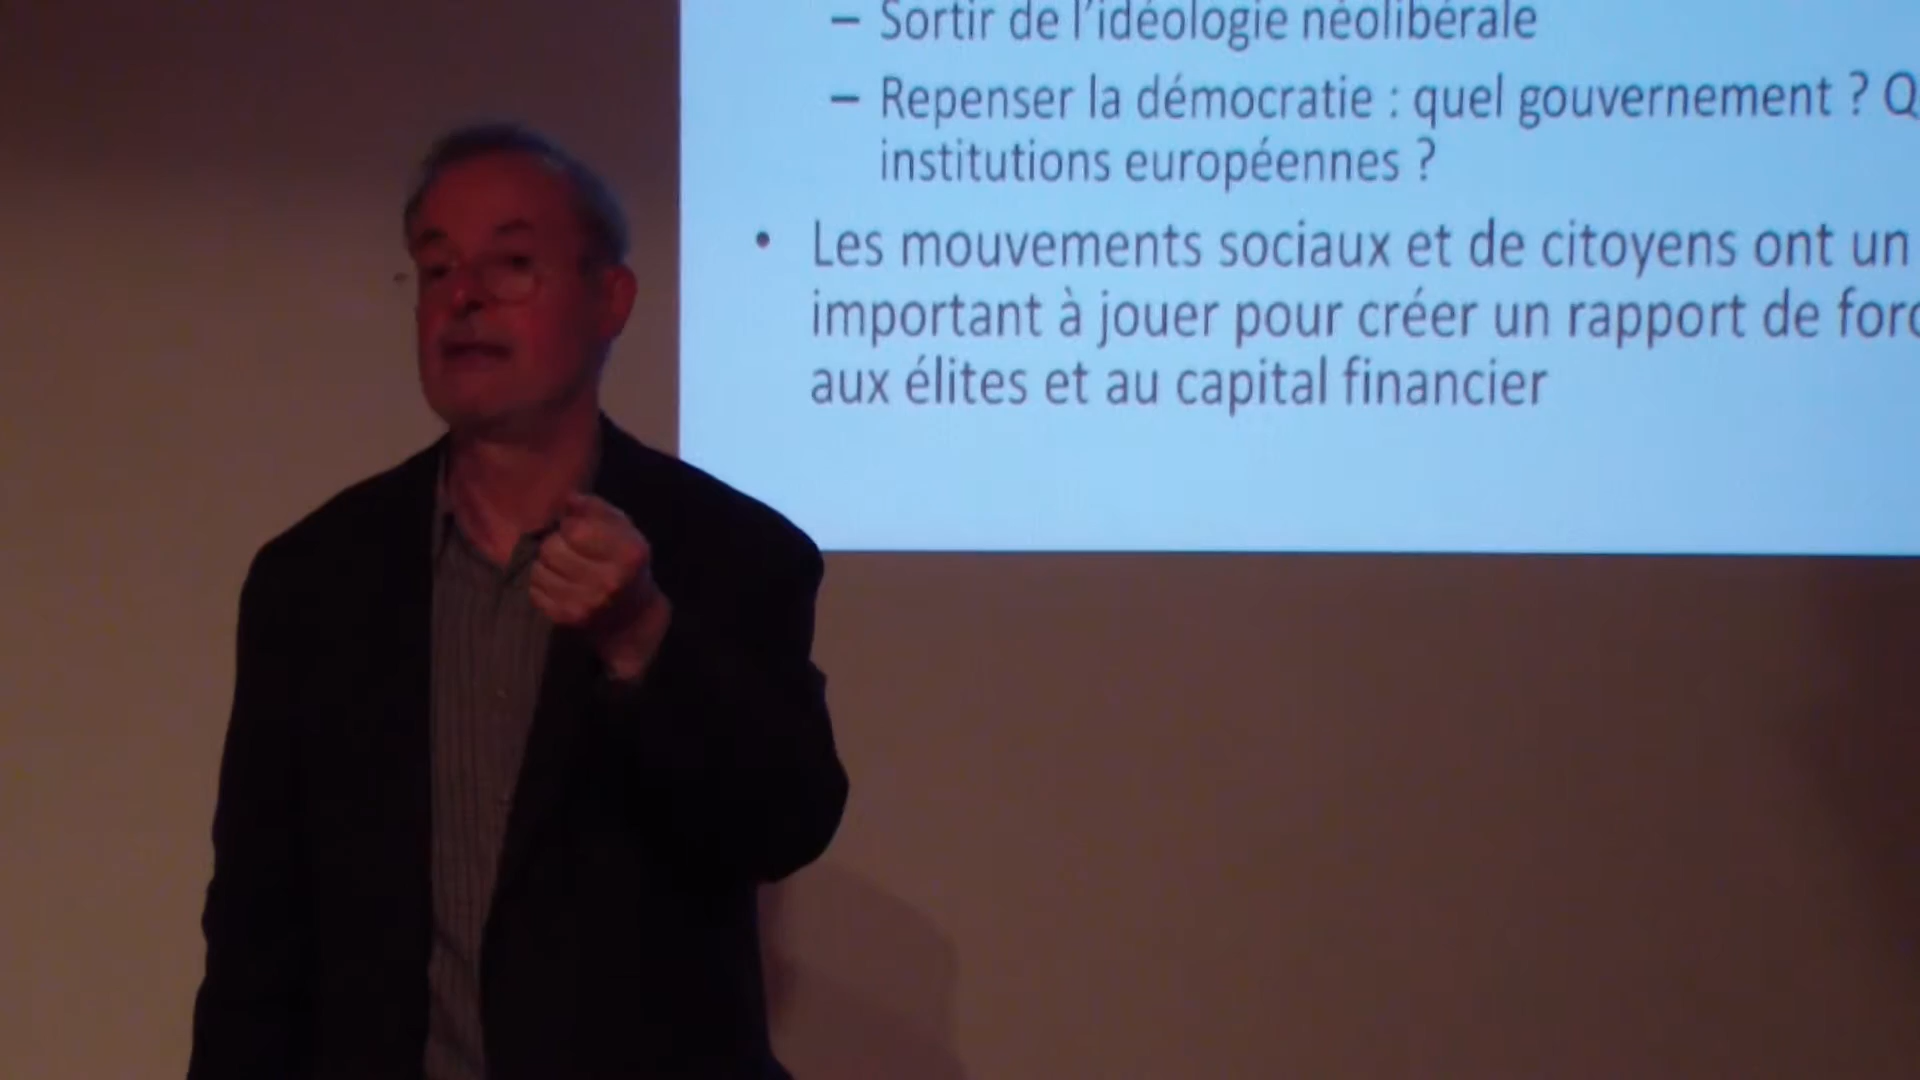 – Sortir de l'idéologie néolibérale
– Repenser la démocratie : quel gouvernement ? Q
institutions européennes ?
• Les mouvements sociaux et de citoyens ont un
important à jouer pour créer un rapport de forc
aux élites et au capital financier